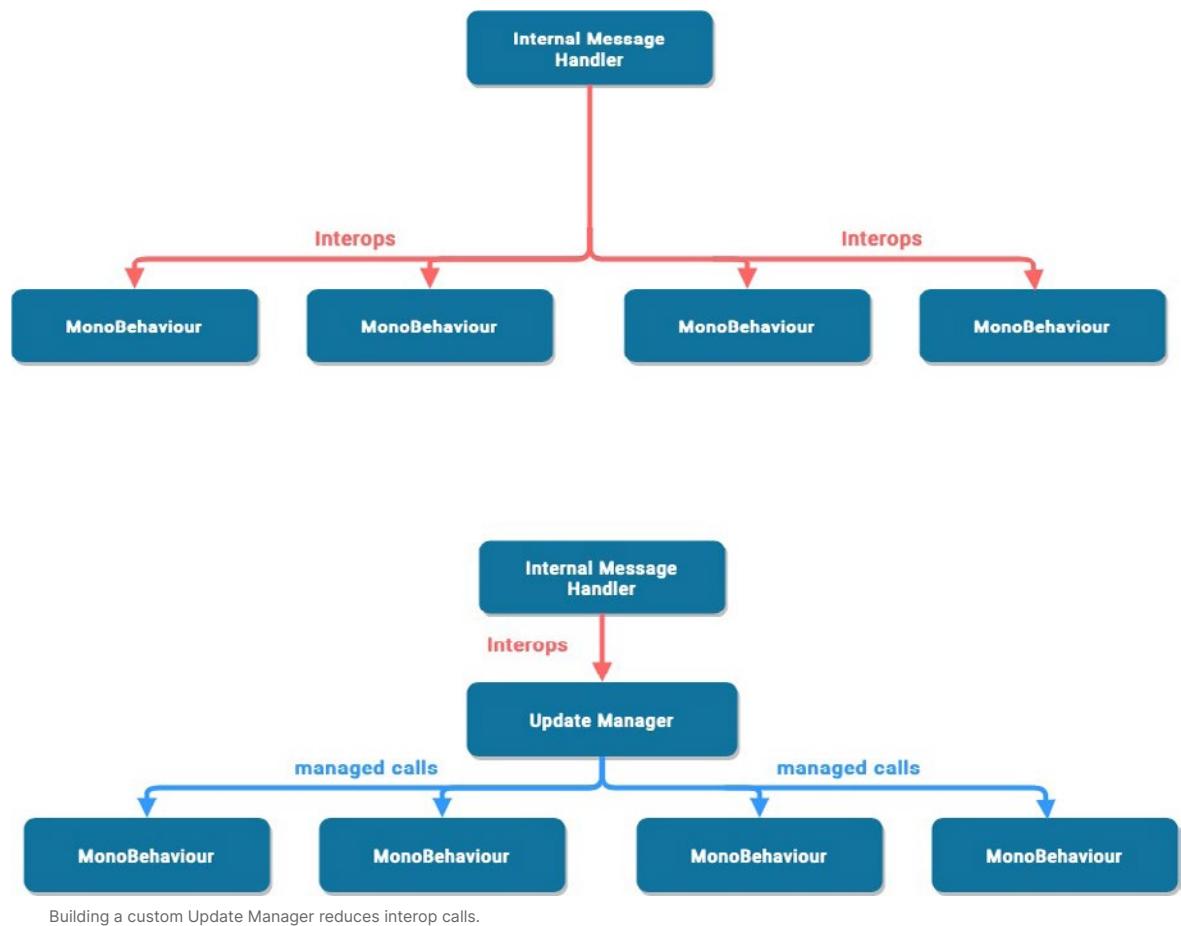 Internal Message
Handler
Interops
Interops
MonoBehaviour
MonoBehaviour
MonoBehaviour
MonoBehaviour
Internal Message
Handler
Interops
Update Manager
managed calls
managed calls
MonoBehaviour
MonoBehaviour
MonoBehaviour
MonoBehaviour
Building a custom Update Manager reduces interop calls.